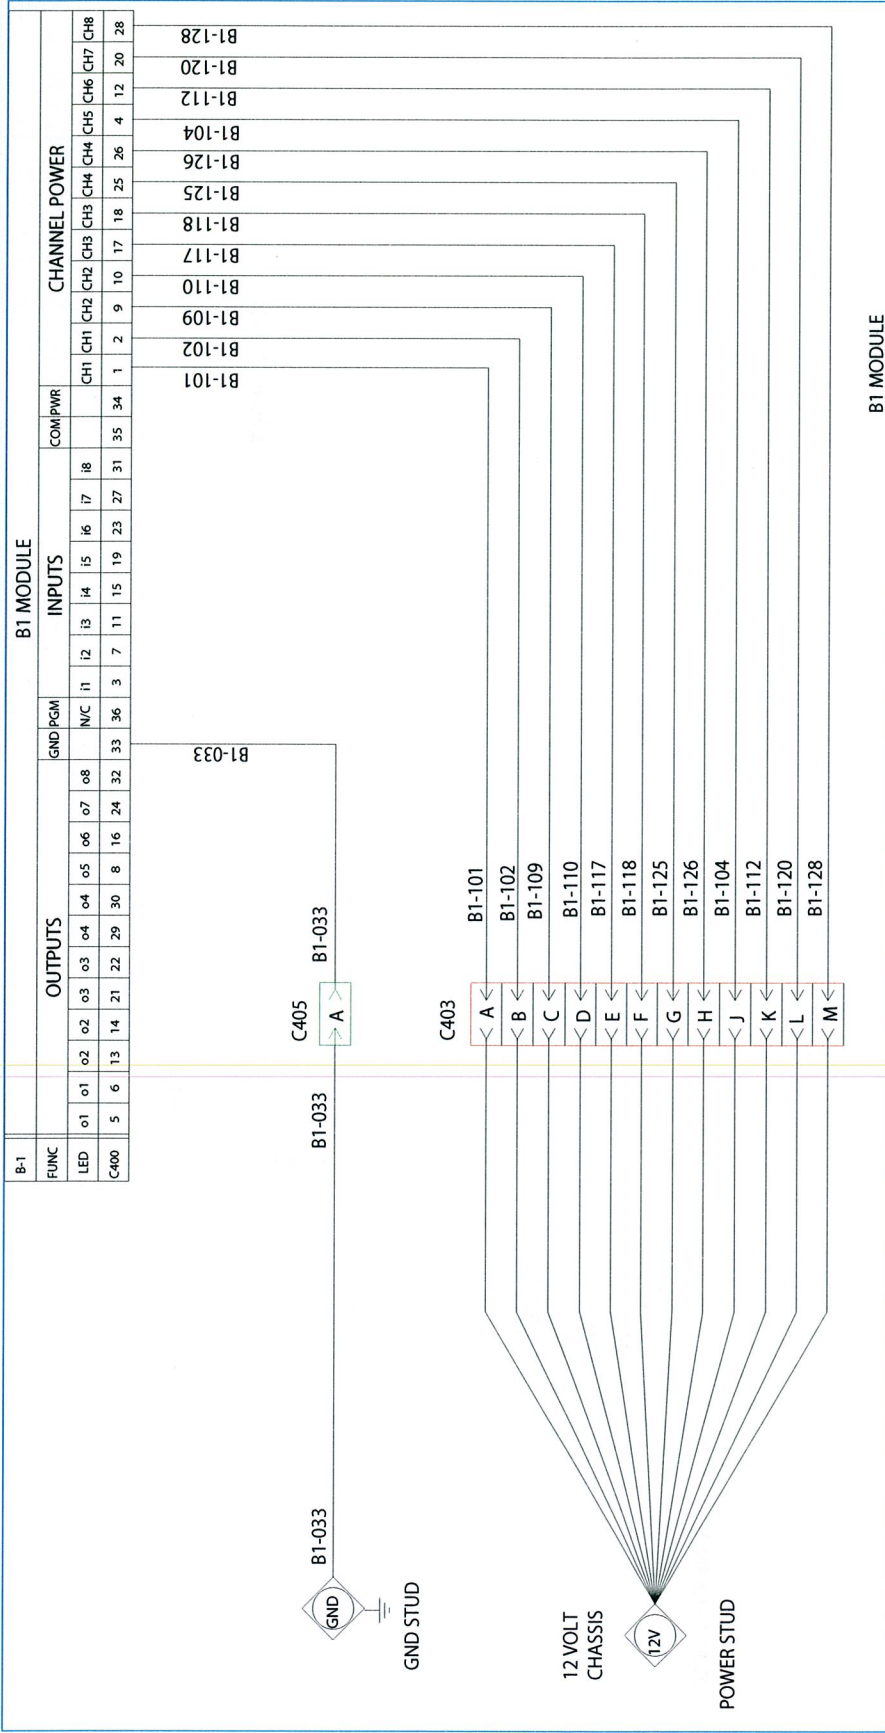 B1 MODULE
B-1
FUNC OUTPUTS GND PGM INPUTS COM PWR CHANNEL POWER
LED o1 o1 o2 o2 o3 o3 o4 o4 o5 o6 o7 o8 N/C i1 i2 i3 i4 i5 i6 i7 i8 CH1 CH1 CH2 CH2 CH3 CH3 CH4 CH4 CH5 CH6 CH7 CH8
C400 5 6 13 14 21 22 29 30 8 16 24 32 33 36 3 7 11 15 19 23 27 31 35 34 1 2 9 10 17 18 25 26 4 12 20 28
B1-033
B1-101
B1-102
B1-109
B1-110
B1-117
B1-118
B1-125
B1-126
B1-104
B1-112
B1-120
B1-128
C405
GND B1-033 B1-033 A B1-033
GND STUD
C403
A B1-101
B B1-102
C B1-109
D B1-110
E B1-117
F B1-118
G B1-125
H B1-126
J B1-104
K B1-112
L B1-120
M B1-128
12 VOLT
CHASSIS
12V
POWER STUD
B1 MODULE